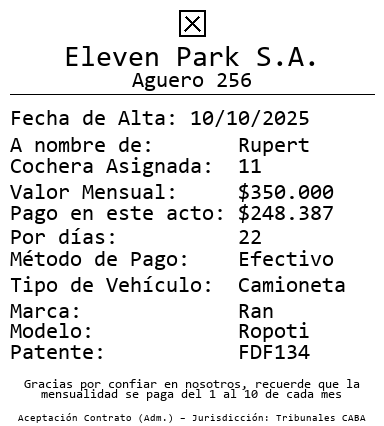 Eleven Park S.A.
Aguero 256
Fecha de Alta: 10/10/2025
A nombre de: Rupert
Cochera Asignada: 11
Valor Mensual: $350.000
Pago en este acto: $248.387
Por días: 22
Método de Pago: Efectivo
Tipo de Vehículo: Camioneta
Marca: Ran
Modelo: Ropoti
Patente: FDF134
Gracias por confiar en nosotros, recuerde que la
mensualidad se paga del 1 al 10 de cada mes
Aceptación Contrato (Adm.) – Jurisdicción: Tribunales CABA